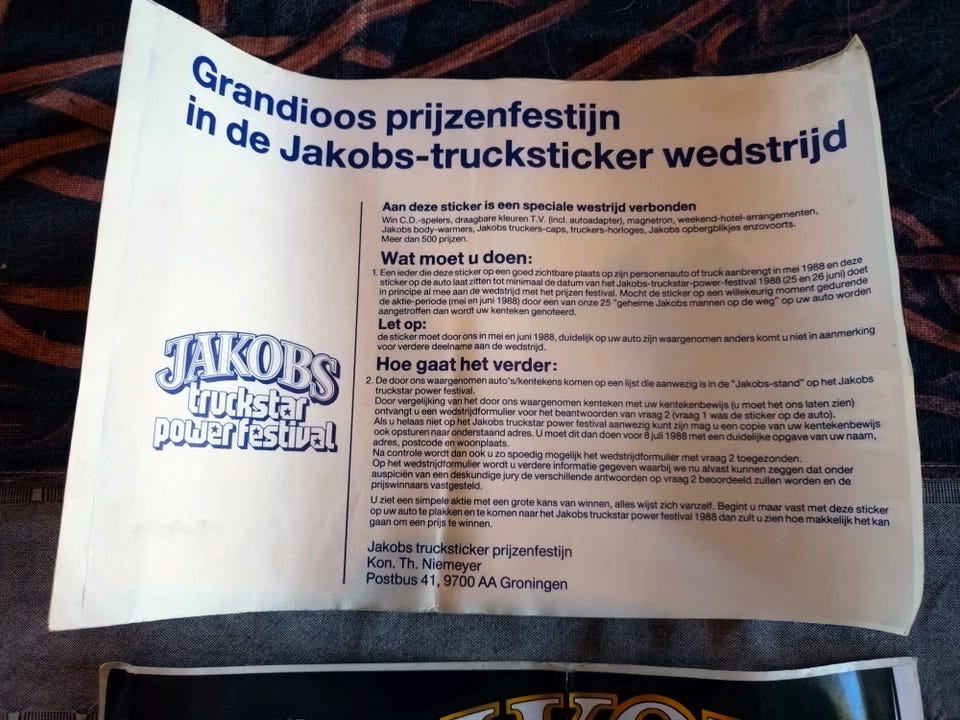 Grandioos prijzenfestijn
in de Jakobs-trucksticker wedstrijd
Aan deze sticker is een speciale westrijd verbonden
Win C.D.-spelers, draagbare kleuren T.V. (incl. autoadapter), magnetron, weekend-hotel-arrangementen,
Jakobs body-warmers, Jakobs truckers-caps, truckers-horloges, Jakobs opbergblikjes enzovoorts.
Meer dan 500 prijzen.
Wat moet u doen:
1. Een ieder die deze sticker op een goed zichtbare plaats op zijn personenauto of truck aanbrengt in mei 1988 en deze
sticker op de auto laat zitten tot minimaal de datum van het Jakobs-truckstar-power-festival 1988 (25 en 26 juni) doet
in principe al mee aan de wedstrijd met het prijzen festival. Mocht de sticker op een willekeurig moment gedurende
de aktie-periode (mei en juni 1988) door een van onze 25 "geheime Jakobs mannen op de weg" op uw auto worden
aangetroffen dan wordt uw kenteken genoteerd.
Let op:
de sticker moet door ons in mei en juni 1988, duidelijk op uw auto zijn waargenomen anders komt u niet in aanmerking
voor verdere deelname aan de wedstrijd.
Hoe gaat het verder:
2. De door ons waargenomen auto's/kentekens komen op een lijst die aanwezig is in de "Jakobs-stand" op het Jakobs
truckstar power festival.
Door vergelijking van het door ons waargenomen kenteken met uw kentekenbewijs (u moet het ons laten zien)
ontvangt u een wedstrijdformulier voor het beantwoorden van vraag 2 (vraag 1 was de sticker op de auto).
Als u helaas niet op het Jakobs truckstar power festival aanwezig kunt zijn mag u een copie van uw kentekenbewijs
ook opsturen naar onderstaand adres. U moet dit dan doen voor 8 juli 1988 met een duidelijke opgave van uw naam,
adres, postcode en woonplaats.
Na controle wordt dan ook u zo spoedig mogelijk het wedstrijdformulier met vraag 2 toegezonden.
Op het wedstrijdformulier wordt u verdere informatie gegeven waarbij we nu alvast kunnen zeggen dat onder
auspiciën van een deskundige jury de verschillende antwoorden op vraag 2 beoordeeld zullen worden en de
prijswinnaars vastgesteld.
U ziet een simpele aktie met een grote kans van winnen, alles wijst zich vanzelf. Begint u maar vast met deze sticker
op uw auto te plakken en te komen naar het Jakobs truckstar power festival 1988 dan zult u zien hoe makkelijk het kan
gaan om een prijs te winnen.
Jakobs trucksticker prijzenfestijn
Kon. Th. Niemeyer
Postbus 41, 9700 AA Groningen
JAKOBS
truckstar
power festival